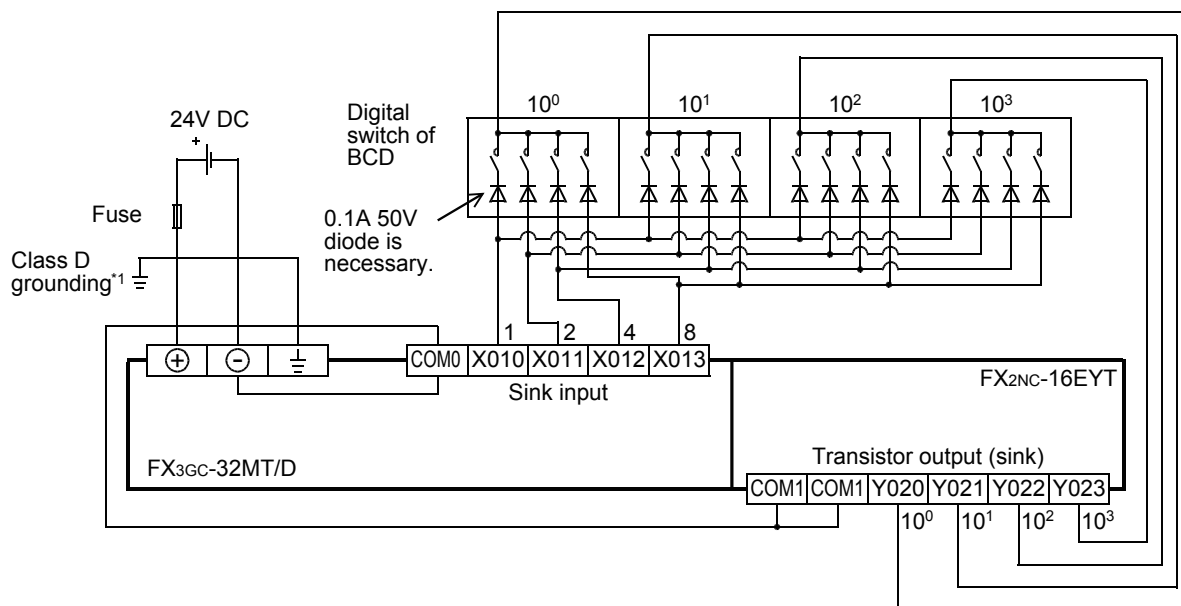 10⁰ 10¹ 10² 10³
Digital
switch of
BCD
24V DC
+
Fuse
0.1A 50V
diode is
necessary.
Class D
grounding*1
1 2 4 8
+ - COM0 X010 X011 X012 X013
Sink input
FX2NC-16EYT
FX3GC-32MT/D
Transistor output (sink)
COM1 COM1 Y020 Y021 Y022 Y023
10⁰ 10¹ 10² 10³